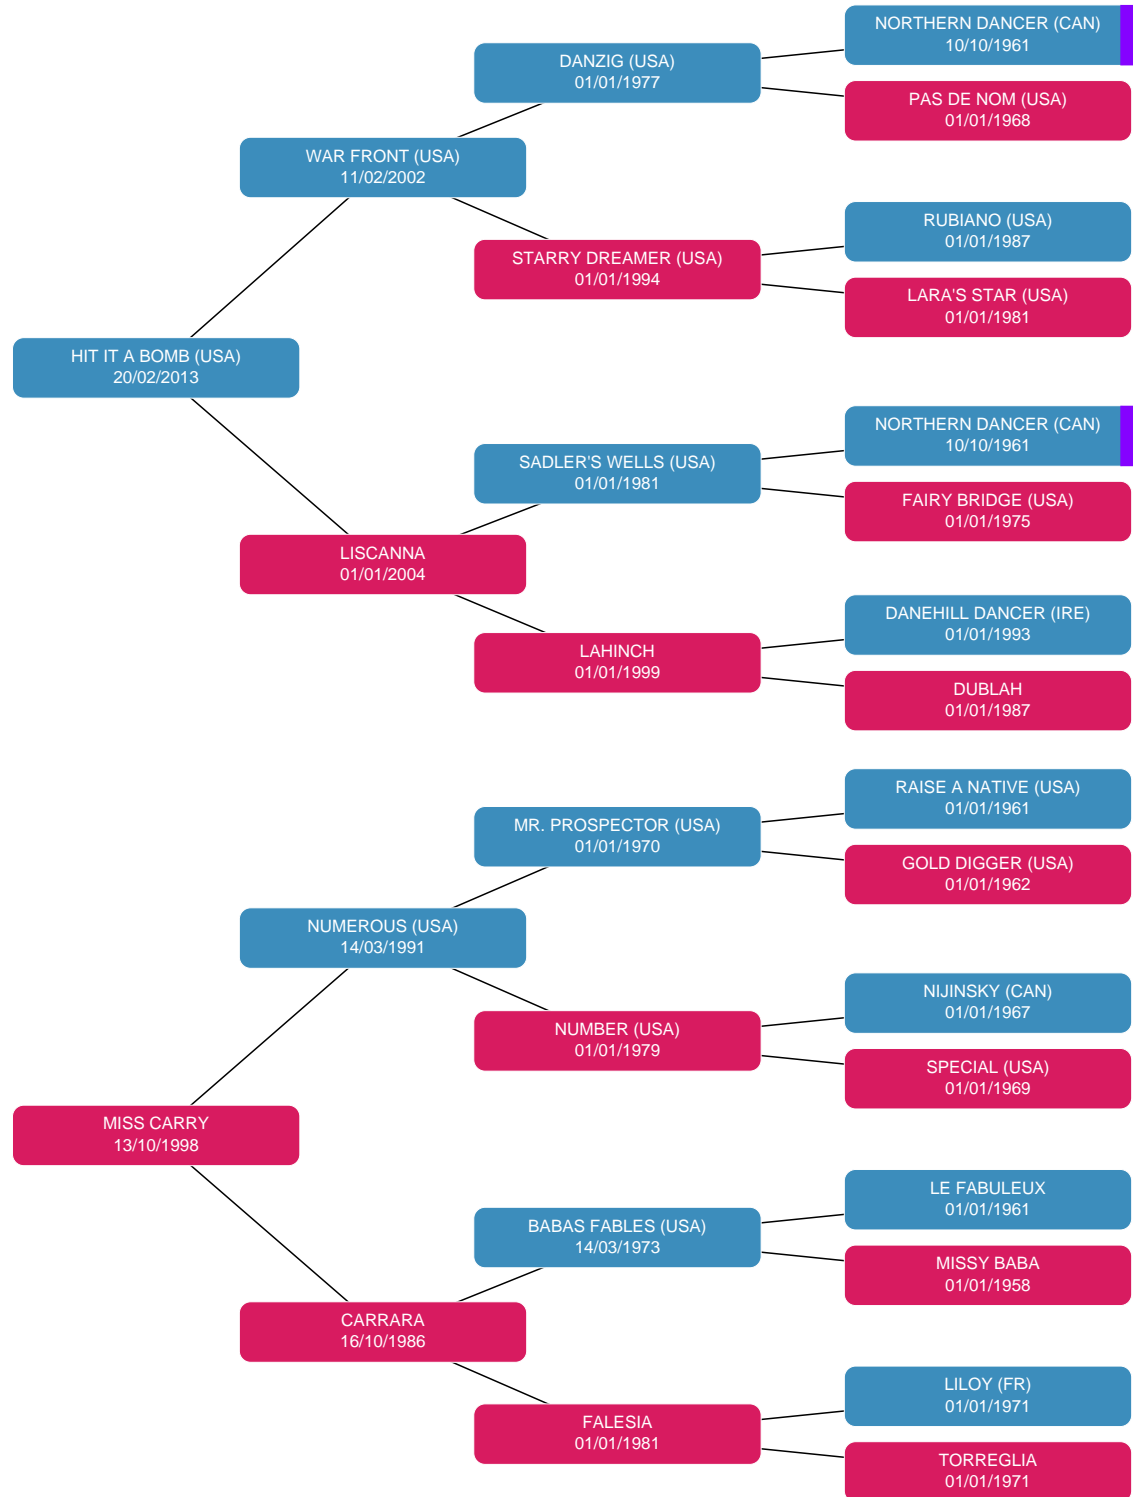 NORTHERN DANCER (CAN)
10/10/1961
DANZIG (USA)
01/01/1977
PAS DE NOM (USA)
01/01/1968
WAR FRONT (USA)
11/02/2002
RUBIANO (USA)
01/01/1987
STARRY DREAMER (USA)
01/01/1994
LARA'S STAR (USA)
01/01/1981
HIT IT A BOMB (USA)
20/02/2013
NORTHERN DANCER (CAN)
10/10/1961
SADLER'S WELLS (USA)
01/01/1981
FAIRY BRIDGE (USA)
01/01/1975
LISCANNA
01/01/2004
DANEHILL DANCER (IRE)
01/01/1993
LAHINCH
01/01/1999
DUBLAH
01/01/1987
RAISE A NATIVE (USA)
01/01/1961
MR. PROSPECTOR (USA)
01/01/1970
GOLD DIGGER (USA)
01/01/1962
NUMEROUS (USA)
14/03/1991
NIJINSKY (CAN)
01/01/1967
NUMBER (USA)
01/01/1979
SPECIAL (USA)
01/01/1969
MISS CARRY
13/10/1998
LE FABULEUX
01/01/1961
BABAS FABLES (USA)
14/03/1973
MISSY BABA
01/01/1958
CARRARA
16/10/1986
LILOY (FR)
01/01/1971
FALESIA
01/01/1981
TORREGLIA
01/01/1971